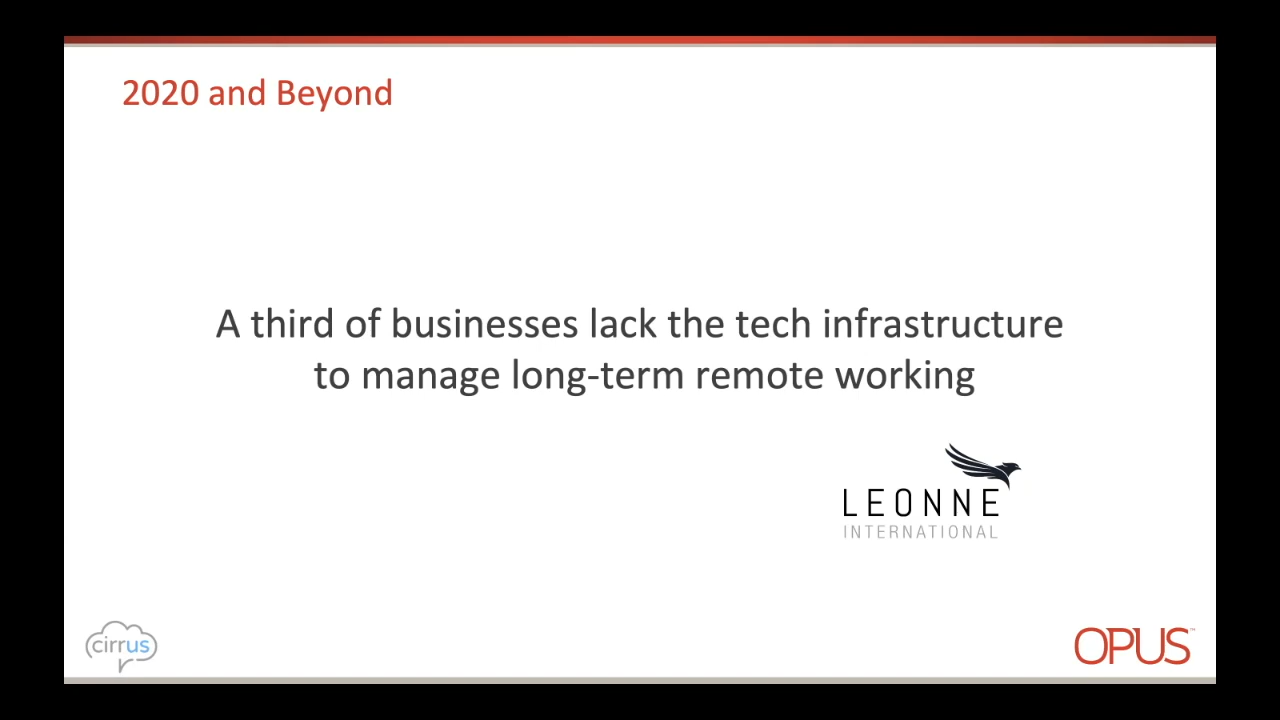 2020 and Beyond
A third of businesses lack the tech infrastructure
to manage long-term remote working
LEONNE
INTERNATIONAL
cirrus
OPUS™